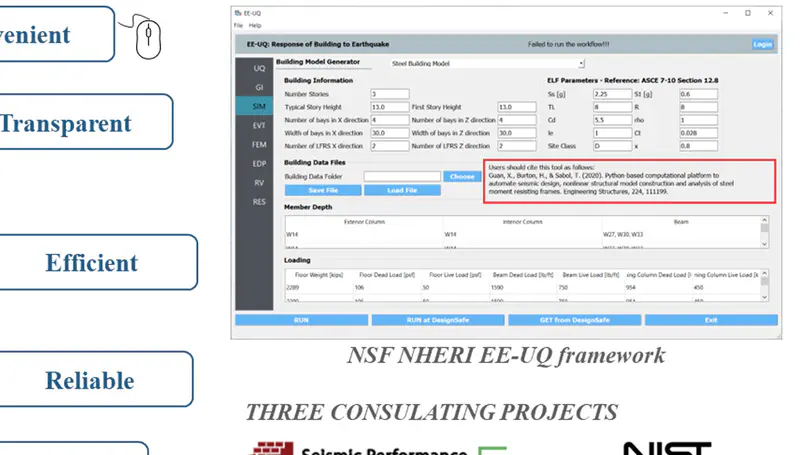 venient
Transparent
Efficient
Reliable
EE-UQ
File Help
EE-UQ: Response of Building to Earthquake Failed to run the workflow!!! Login
UQ
GI
SIM
EVT
FEM
EDP
RV
RES
Building Model Generator Steel Building Model
Building Information ELF Parameters - Reference: ASCE 7-10 Section 12.8
Number Stories 3 Ss [g] 2.25 S1 [g] 0.6
Typical Story Height 13.0 First Story Height 13.0 TL 8 R 8
Number of bays in X direction 4 Number of bays in Z direction 4 Cd 5.5 rho 1
Width of bays in X direction 30.0 Width of bays in Z direction 30.0 Ie 1 Ct 0.028
Number of LFRS X direction 2 Number of LFRS Z direction 2 Site Class D x 0.8
Building Data Files
Building Data Folder Choose
Save File Load File
Users should cite this tool as follows:
Guan, X., Burton, H., & Sabol, T. (2020). Python-based computational platform to
automate seismic design, nonlinear structural model construction and analysis of steel
moment resisting frames. Engineering Structures, 224, 111199.
Member Depth
Exterior Column Interior Column Beam
W14 W14 W27, W30, W33
Loading
Floor Weight [kips] Floor Dead Load [psf] Floor Live Load [psf] Beam Dead Load [lb/ft] Beam Live Load [lb/ft] ing Column Dead Load [l ning Column Live Load [k
2289 106 50 1590 750 954 450
RUN RUN at DesignSafe GET from DesignSafe Exit
NSF NHERI EE-UQ framework
THREE CONSULATING PROJECTS
Seismic Performance
NIST